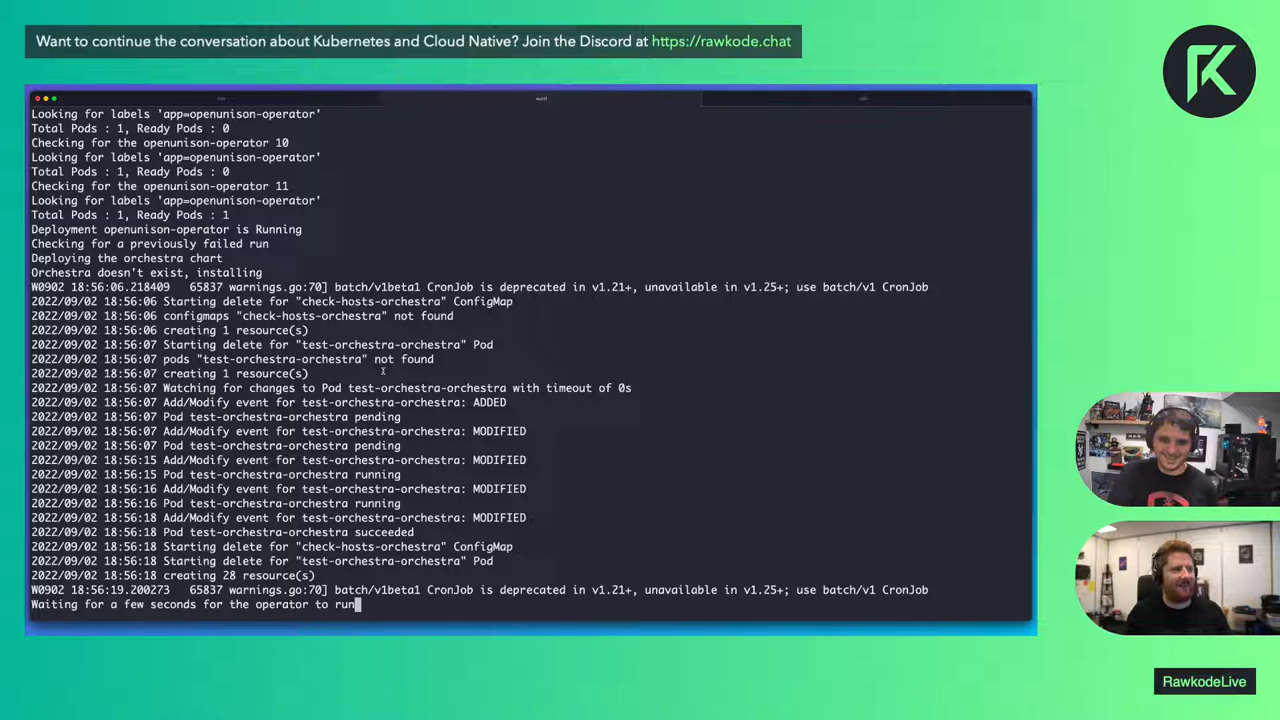 Want to continue the conversation about Kubernetes and Cloud Native? Join the Discord at https://rawkode.chat
Looking for labels 'app=openunison-operator'
Total Pods : 1, Ready Pods : 0
Checking for the openunison-operator 10
Looking for labels 'app=openunison-operator'
Total Pods : 1, Ready Pods : 0
Checking for the openunison-operator 11
Looking for labels 'app=openunison-operator'
Total Pods : 1, Ready Pods : 1
Deployment openunison-operator is Running
Checking for a previously failed run
Deploying the orchestra chart
Orchestra doesn't exist, installing
W0902 18:56:06.218409   65837 warnings.go:70] batch/v1beta1 CronJob is deprecated in v1.21+, unavailable in v1.25+; use batch/v1 CronJob
2022/09/02 18:56:06 Starting delete for "check-hosts-orchestra" ConfigMap
2022/09/02 18:56:06 configmaps "check-hosts-orchestra" not found
2022/09/02 18:56:06 creating 1 resource(s)
2022/09/02 18:56:07 Starting delete for "test-orchestra-orchestra" Pod
2022/09/02 18:56:07 pods "test-orchestra-orchestra" not found
2022/09/02 18:56:07 creating 1 resource(s)
2022/09/02 18:56:07 Watching for changes to Pod test-orchestra-orchestra with timeout of 0s
2022/09/02 18:56:07 Add/Modify event for test-orchestra-orchestra: ADDED
2022/09/02 18:56:07 Pod test-orchestra-orchestra pending
2022/09/02 18:56:07 Add/Modify event for test-orchestra-orchestra: MODIFIED
2022/09/02 18:56:07 Pod test-orchestra-orchestra pending
2022/09/02 18:56:15 Add/Modify event for test-orchestra-orchestra: MODIFIED
2022/09/02 18:56:15 Pod test-orchestra-orchestra running
2022/09/02 18:56:16 Add/Modify event for test-orchestra-orchestra: MODIFIED
2022/09/02 18:56:16 Pod test-orchestra-orchestra running
2022/09/02 18:56:18 Add/Modify event for test-orchestra-orchestra: MODIFIED
2022/09/02 18:56:18 Pod test-orchestra-orchestra succeeded
2022/09/02 18:56:18 Starting delete for "check-hosts-orchestra" ConfigMap
2022/09/02 18:56:18 Starting delete for "test-orchestra-orchestra" Pod
2022/09/02 18:56:18 creating 28 resource(s)
W0902 18:56:19.200273   65837 warnings.go:70] batch/v1beta1 CronJob is deprecated in v1.21+, unavailable in v1.25+; use batch/v1 CronJob
Waiting for a few seconds for the operator to run
RawkodeLive